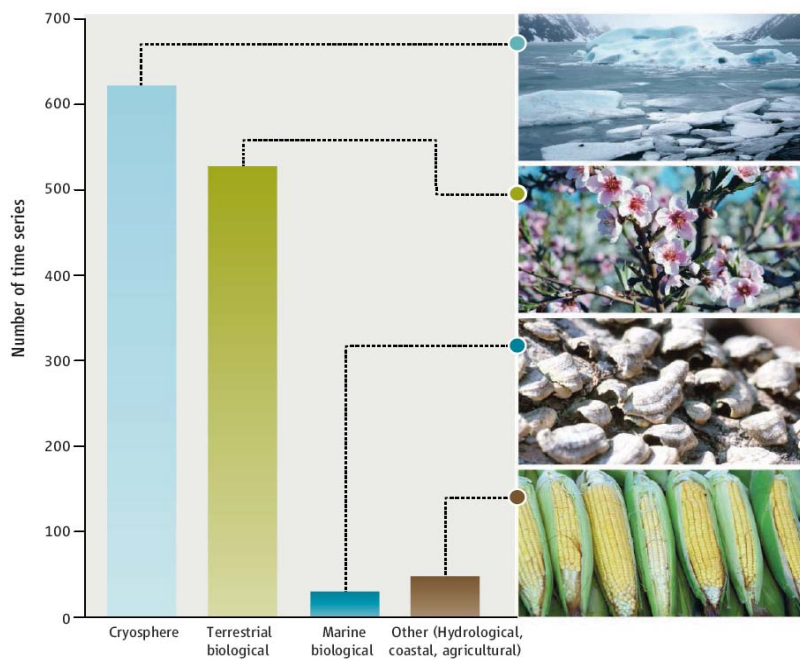 700
600
500
400
300
200
100
0
Number of time series
Cryosphere
Terrestrial
biological
Marine
biological
Other (Hydrological,
coastal, agricultural)